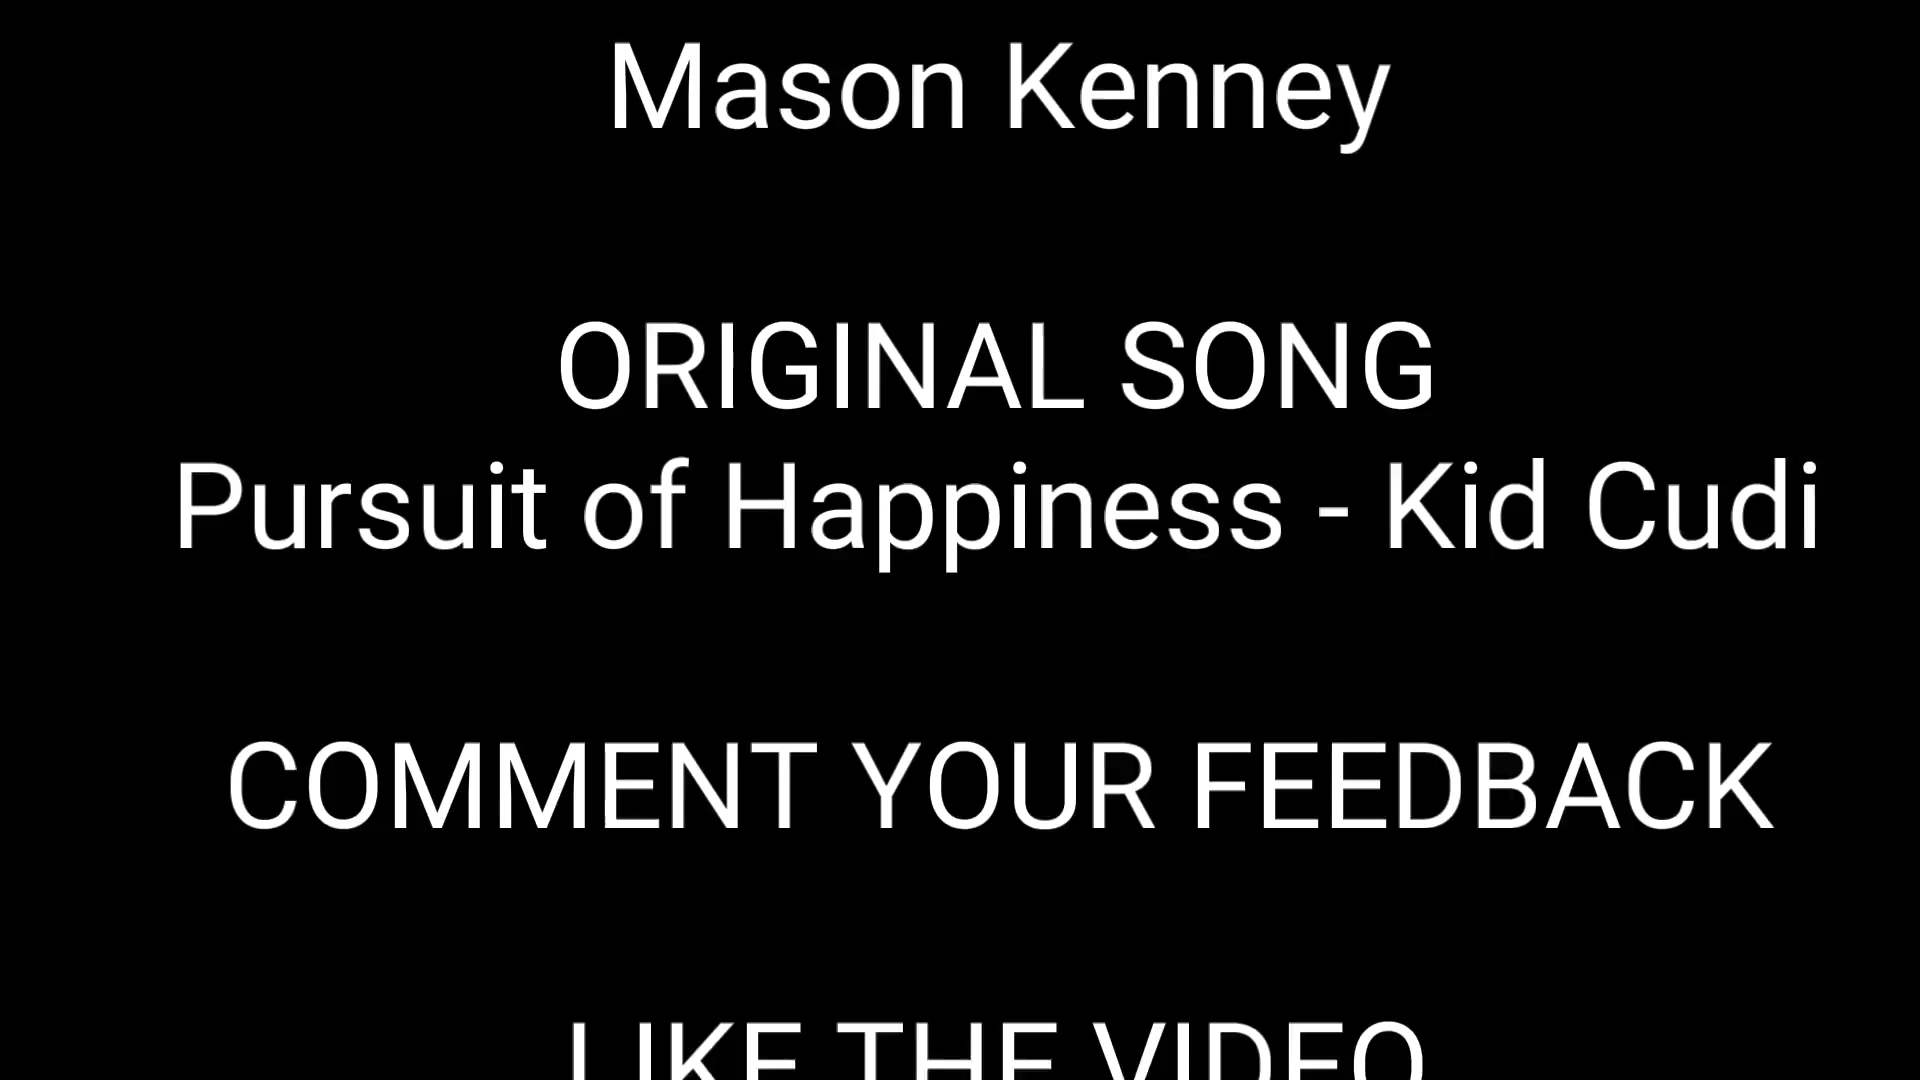 Mason Kenney
ORIGINAL SONG
Pursuit of Happiness - Kid Cudi
COMMENT YOUR FEEDBACK
LIKE THE VIDEO